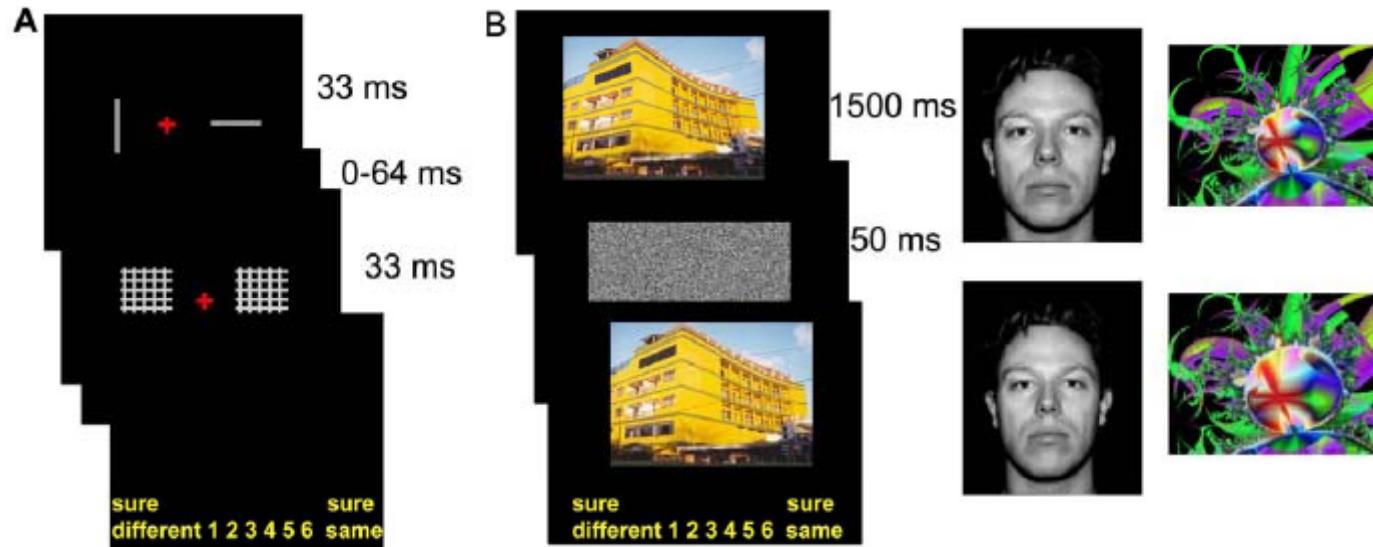 A
33 ms
0-64 ms
33 ms
sure sure
different 1 2 3 4 5 6 same
B
1500 ms
50 ms
sure sure
different 1 2 3 4 5 6 same